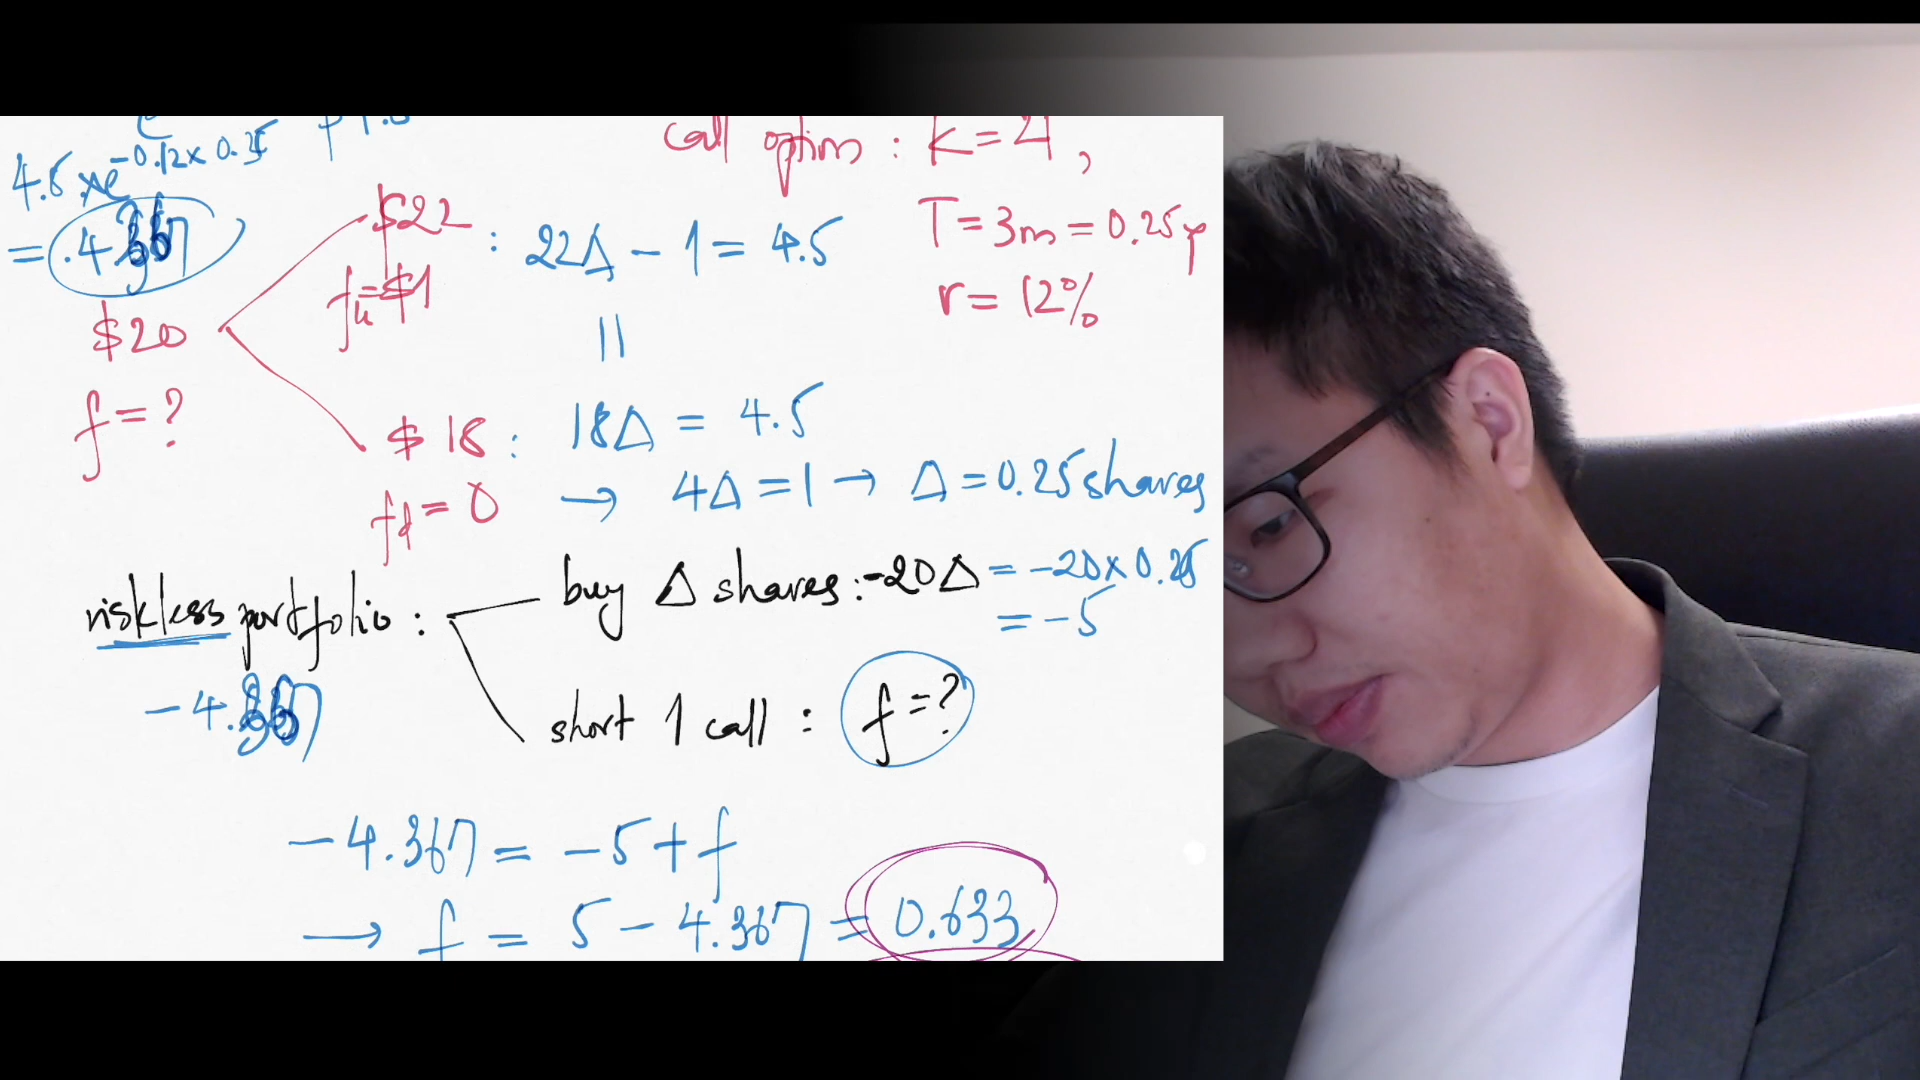 call option : K = 21 ,
4.5 x e^-0.12 x 0.25
= 4.367
$22 : 22Δ - 1 = 4.5
T = 3m = 0.25y
fu = $1
r = 12%
$20
||
f = ?
$18 : 18Δ = 4.5
fd = 0
→ 4Δ = 1 → Δ = 0.25 shares
riskless portfolio :
buy Δ shares : -20Δ = -20 x 0.25
= -5
-4.367
short 1 call : f = ?
-4.367 = -5 + f
→ f = 5 - 4.367 = 0.633